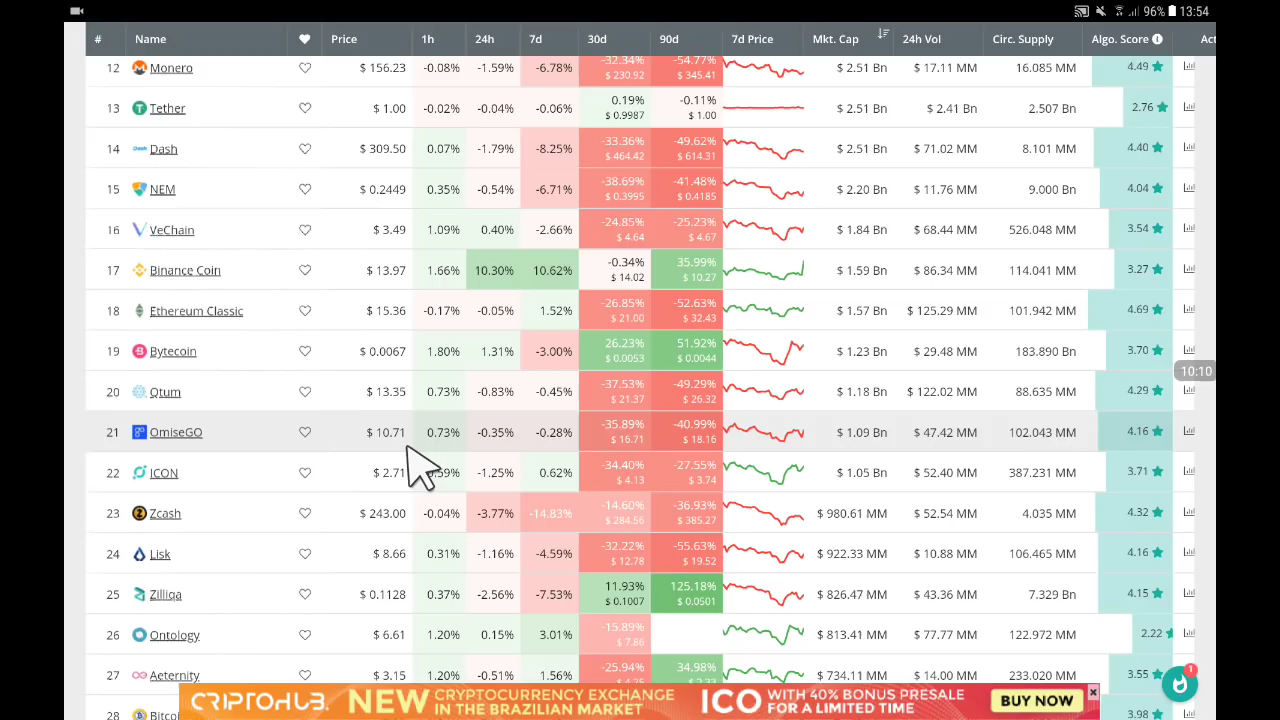 96% 13:54
# Name Price 1h 24h 7d 30d 90d 7d Price Mkt. Cap 24h Vol Circ. Supply Algo. Score
12 Monero $ 156.23 0.08% -1.59% -6.78% -32.34% $ 230.92 -54.77% $ 345.41 $ 2.51 Bn $ 17.11 MM 16.085 MM 4.49
13 Tether $ 1.00 -0.02% -0.04% -0.06% 0.19% $ 0.9987 -0.11% $ 1.00 $ 2.51 Bn $ 2.41 Bn 2.507 Bn 2.76
14 Dash $ 309.50 0.07% -1.79% -8.25% -33.36% $ 464.42 -49.62% $ 614.31 $ 2.51 Bn $ 71.02 MM 8.101 MM 4.40
15 NEM $ 0.2449 0.35% -0.54% -6.71% -38.69% $ 0.3995 -41.48% $ 0.4185 $ 2.20 Bn $ 11.76 MM 9.000 Bn 4.04
16 VeChain $ 3.49 1.09% 0.40% -2.66% -24.85% $ 4.64 -25.23% $ 4.67 $ 1.84 Bn $ 68.44 MM 526.048 MM 3.54
17 Binance Coin $ 13.97 1.66% 10.30% 10.62% -0.34% $ 14.02 35.99% $ 10.27 $ 1.59 Bn $ 86.34 MM 114.041 MM 3.27
18 Ethereum Classic $ 15.36 -0.17% -0.05% 1.52% -26.85% $ 21.00 -52.63% $ 32.43 $ 1.57 Bn $ 125.29 MM 101.942 MM 4.69
19 Bytecoin $ 0.0067 1.80% 1.31% -3.00% 26.23% $ 0.0053 51.92% $ 0.0044 $ 1.23 Bn $ 29.48 MM 183.890 Bn 3.70
10:10
20 Qtum $ 13.35 0.73% -0.83% -0.45% -37.53% $ 21.37 -49.29% $ 26.32 $ 1.18 Bn $ 122.02 MM 88.635 MM 4.29
21 OmiseGO $ 10.71 0.73% -0.35% -0.28% -35.89% $ 16.71 -40.99% $ 18.16 $ 1.09 Bn $ 47.42 MM 102.043 MM 4.16
22 ICON $ 2.71 -1.25% 0.62% -34.40% $ 4.13 -27.55% $ 3.74 $ 1.05 Bn $ 52.40 MM 387.231 MM 3.71
23 Zcash $ 243.00 -0.04% -3.77% -14.83% -14.60% $ 284.56 -36.93% $ 385.27 $ 980.61 MM $ 52.54 MM 4.035 MM 4.32
24 Lisk $ 8.66 0.31% -1.16% -4.59% -32.22% $ 12.78 -55.63% $ 19.52 $ 922.33 MM $ 10.88 MM 106.465 MM 4.16
25 Zilliqa $ 0.1128 0.37% -2.56% -7.53% 11.93% $ 0.1007 125.18% $ 0.0501 $ 826.47 MM $ 43.36 MM 7.329 Bn 4.15
26 Ontology $ 6.61 1.20% 0.15% 3.01% -15.89% $ 7.86 $ 813.41 MM $ 77.77 MM 122.972 MM 2.22
27 Aeternity $ 3.15 1.20% 1.56% -25.94% 34.98% $ 734.11 MM $ 14.00 MM 233.020 MM 3.55
1
28 3.98
CRIPTOHUB. NEW CRYPTOCURRENCY EXCHANGE IN THE BRAZILIAN MARKET ICO WITH 40% BONUS PRESALE FOR A LIMITED TIME BUY NOW